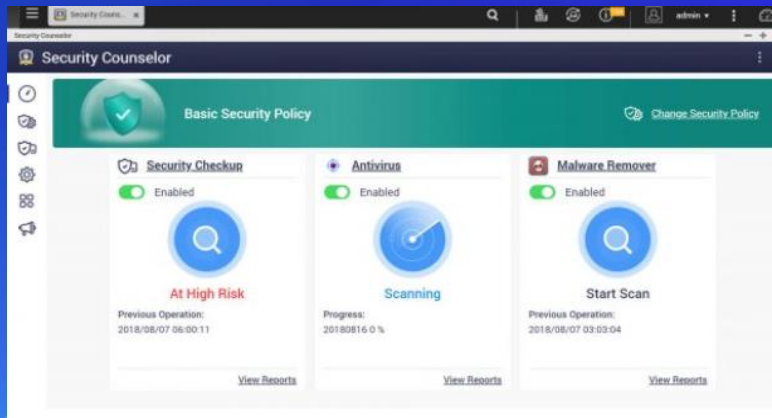 Security Couns... x
admin
Security Counselor
Security Counselor
Basic Security Policy
Change Security Policy
Security Checkup
Antivirus
Malware Remover
Enabled
Enabled
Enabled
At High Risk
Scanning
Start Scan
Previous Operation:
Progress:
Previous Operation:
2018/08/07 06:00:11
20180816 0 %
2018/08/07 03:03:04
View Reports
View Reports
View Reports